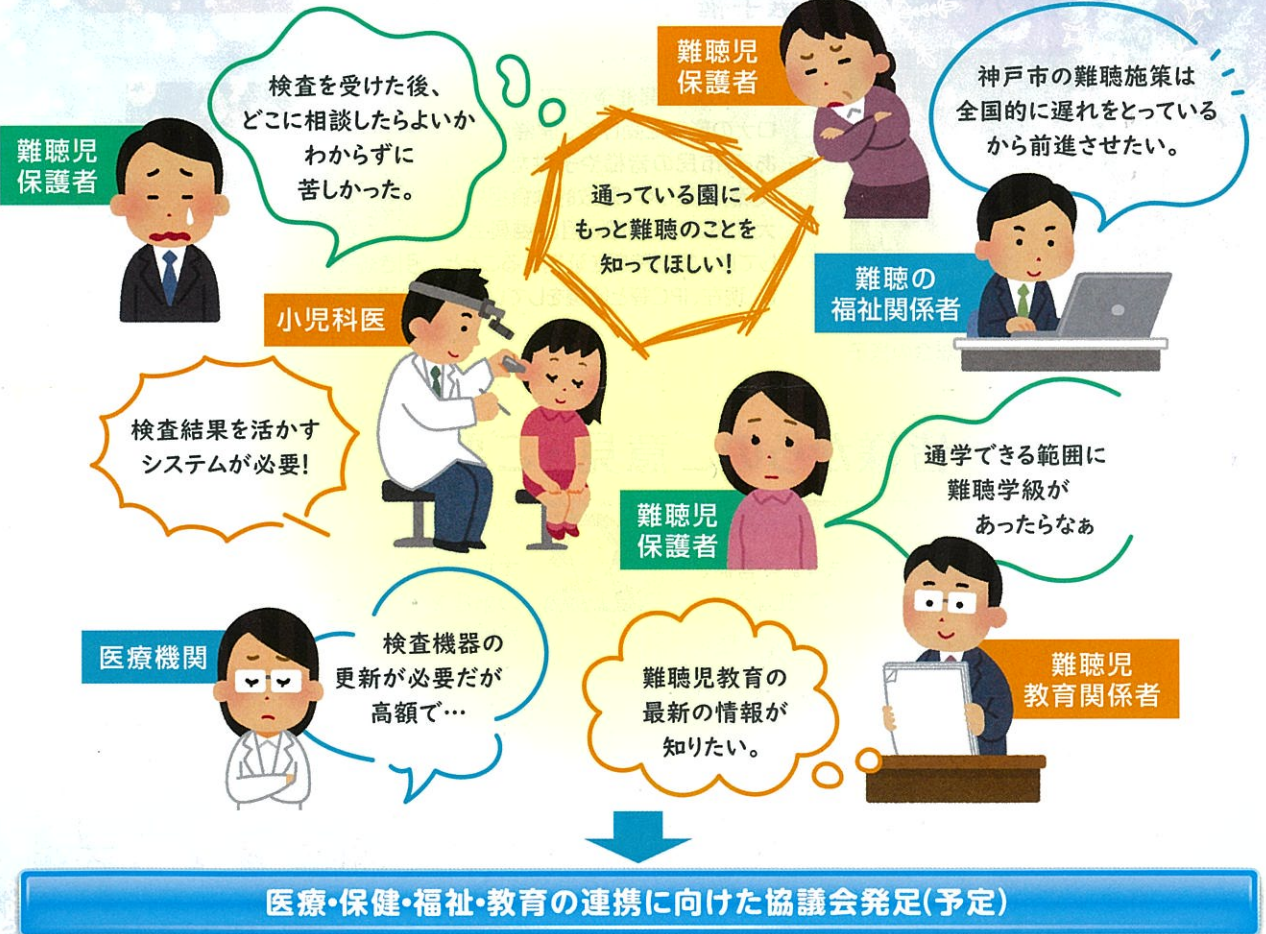 難聴児
保護者
検査を受けた後、
どこに相談したらよいか
わからずに
苦しかった。
難聴児
保護者
通っている園に
もっと難聴のことを
知ってほしい!
神戸市の難聴施策は
全国的に遅れをとっている
から前進させたい。
難聴の
福祉関係者
小児科医
検査結果を活かす
システムが必要!
難聴児
保護者
通学できる範囲に
難聴学級が
あったらなぁ
医療機関
検査機器の
更新が必要だが
高額で…
難聴児教育の
最新の情報が
知りたい。
難聴児
教育関係者
医療・保健・福祉・教育の連携に向けた協議会発足(予定)